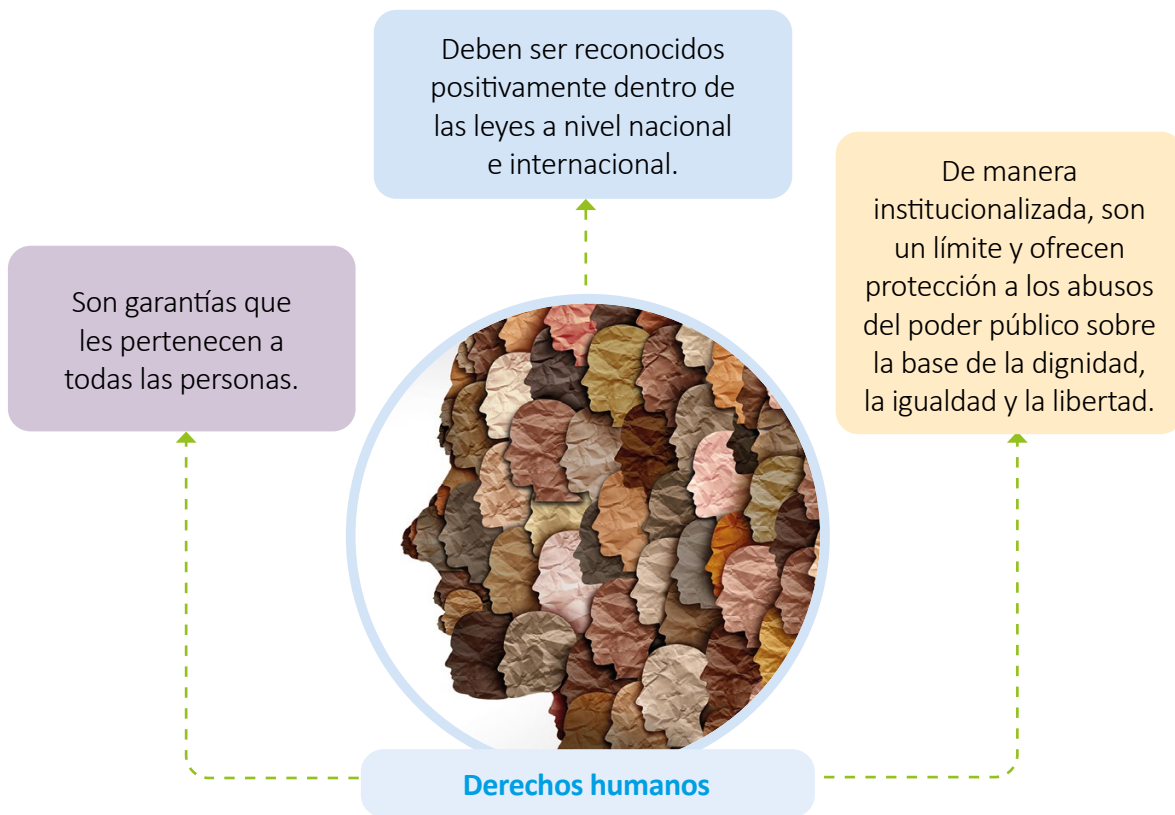 Deben ser reconocidos
positivamente dentro de
las leyes a nivel nacional
e internacional.
Son garantías que
les pertenecen a
todas las personas.
De manera
institucionalizada, son
un límite y ofrecen
protección a los abusos
del poder público sobre
la base de la dignidad,
la igualdad y la libertad.
Derechos humanos